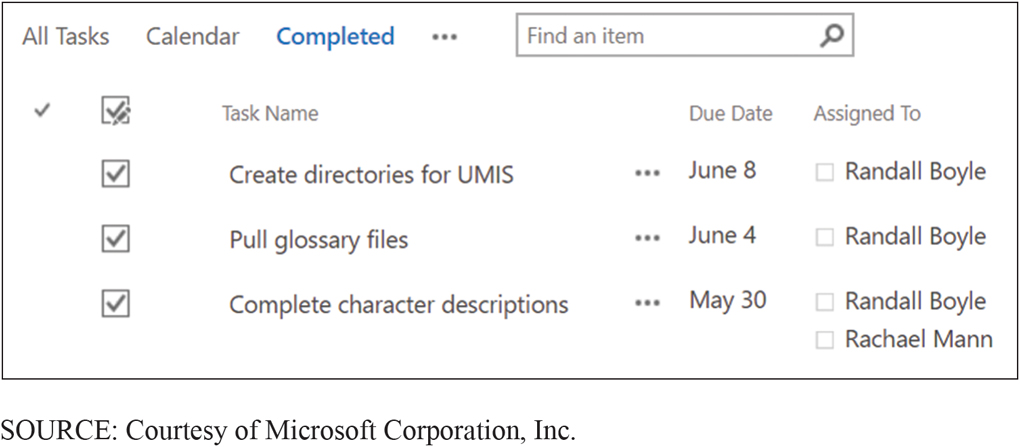 All Tasks Calendar Completed ••• Find an item
Task Name Due Date Assigned To
Create directories for UMIS ••• June 8 Randall Boyle
Pull glossary files ••• June 4 Randall Boyle
Complete character descriptions ••• May 30 Randall Boyle
Rachael Mann
SOURCE: Courtesy of Microsoft Corporation, Inc.